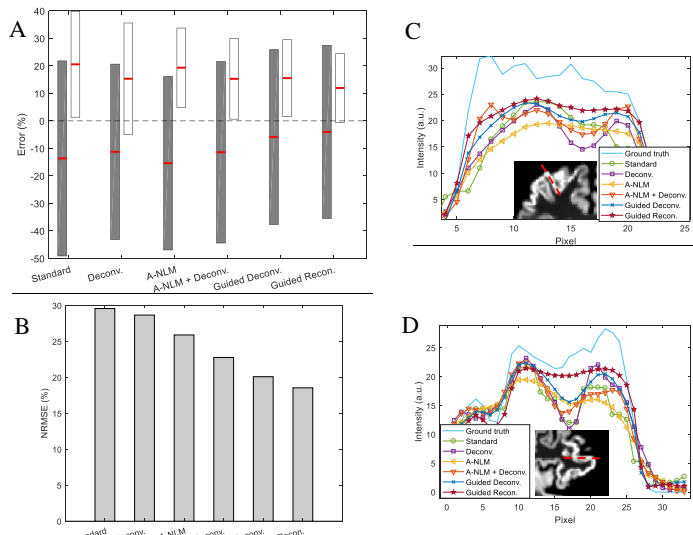 A
40
30
20
10
0
-10
-20
-30
-40
-50
Error (%)
Standard
Deconv.
A-NLM
A-NLM + Deconv.
Guided Deconv.
Guided Recon.
B
30
25
20
15
10
5
0
NRMSE (%)
A-NLM
C
30
25
20
15
10
5
Intensity (a.u.)
5 10 15 20 25
Pixel
Ground truth
Standard
Deconv.
A-NLM
A-NLM + Deconv.
Guided Deconv.
Guided Recon.
D
25
20
15
10
5
0
Intensity (a.u.)
0 5 10 15 20 25 30
Pixel
Ground truth
Standard
Deconv.
A-NLM
A-NLM + Deconv.
Guided Deconv.
Guided Recon.